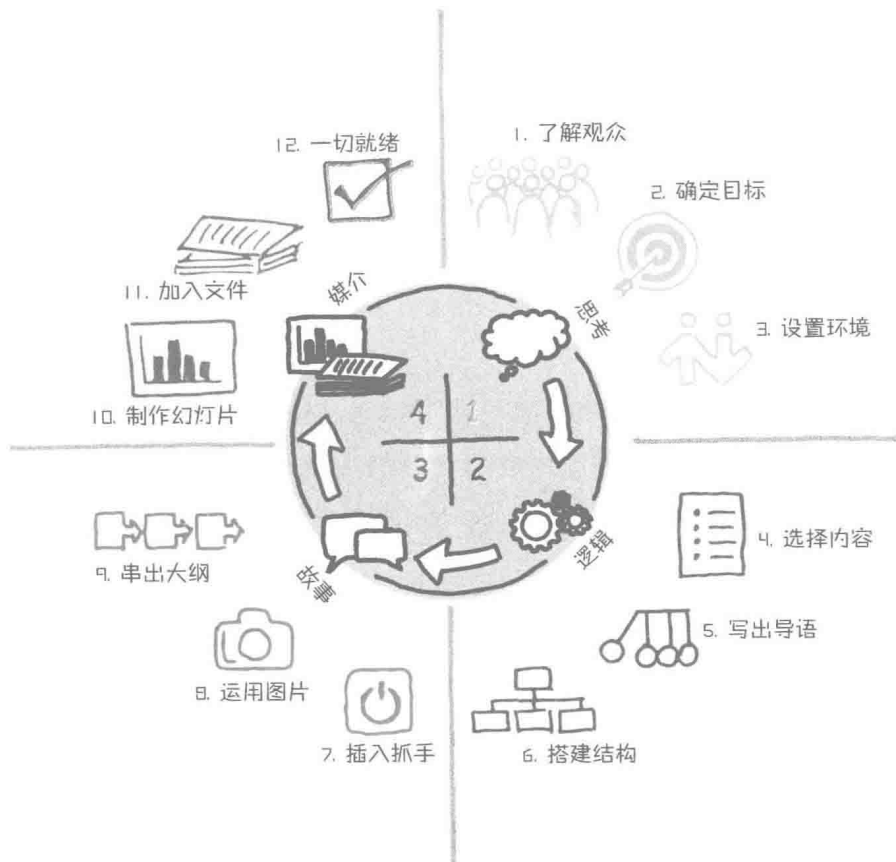 12. 一切就绪
1. 了解观众
2. 确定目标
11. 加入文件
媒介
思考
3. 设置环境
10. 制作幻灯片
4
1
3
2
9. 串出大纲
故事
逻辑
4. 选择内容
5. 写出导语
8. 运用图片
7. 插入抓手
6. 搭建结构